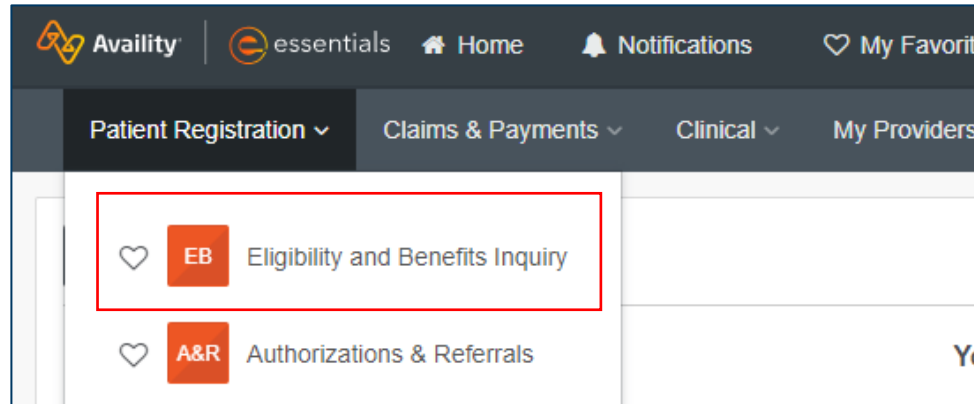 Availity essentials Home Notifications My Favorit
Patient Registration Claims & Payments Clinical My Providers
EB Eligibility and Benefits Inquiry
A&R Authorizations & Referrals
Y